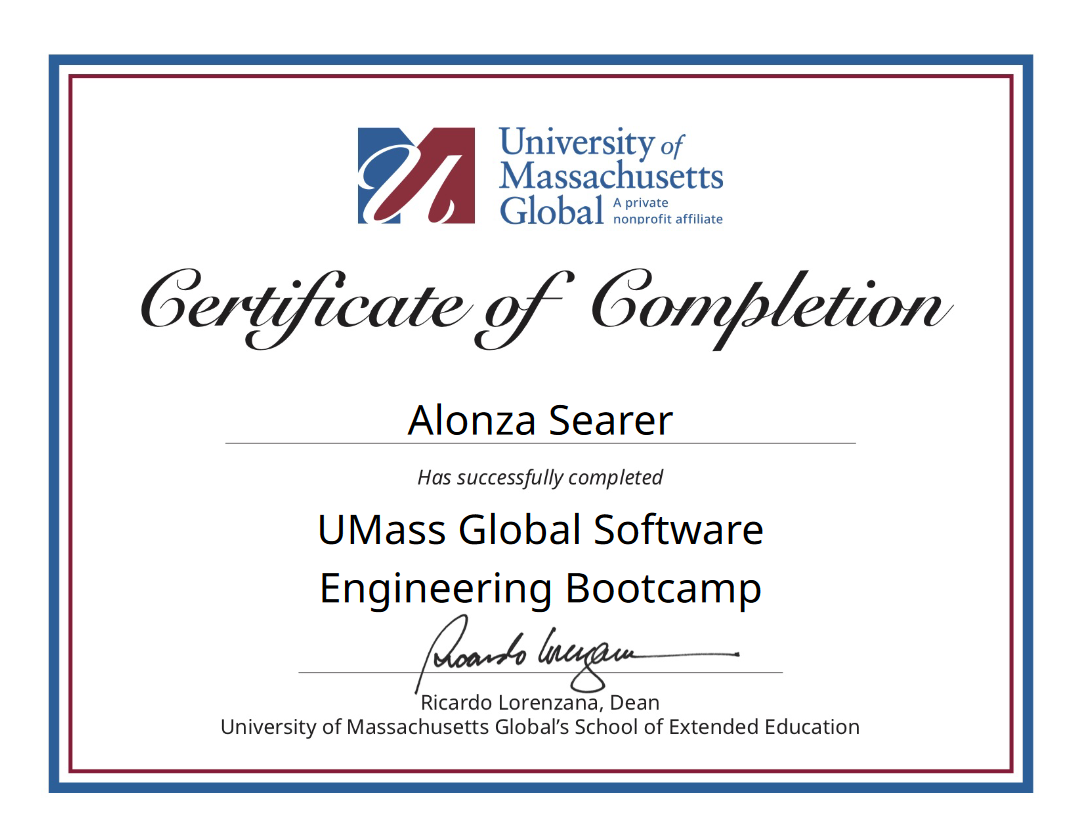 University of
Massachusetts
Global A private
nonprofit affiliate
Certificate of Completion
Alonza Searer
Has successfully completed
UMass Global Software
Engineering Bootcamp
Ricardo Lorenzana
Ricardo Lorenzana, Dean
University of Massachusetts Global’s School of Extended Education